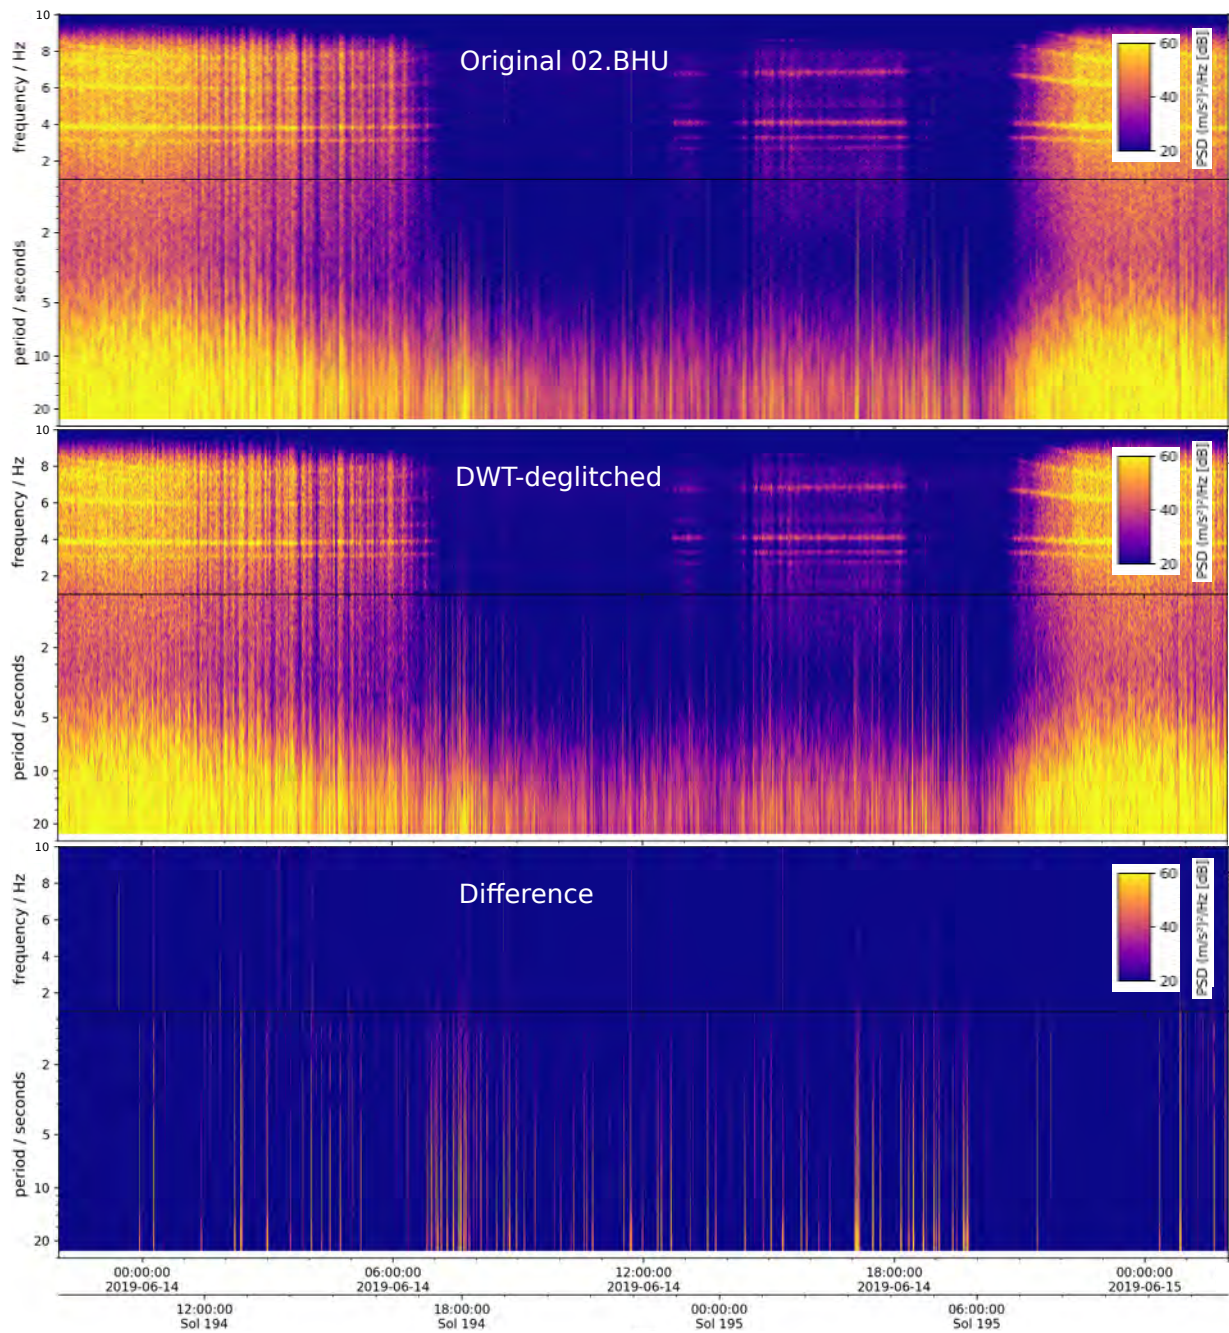 Original 02.BHU
10
8
6
4
2
frequency / Hz
2
5
10
20
period / seconds
60
40
20
PSD (m/s²)²/Hz [dB]
DWT-deglitched
10
8
6
4
2
frequency / Hz
2
5
10
20
period / seconds
60
40
20
PSD (m/s²)²/Hz [dB]
Difference
10
8
6
4
2
frequency / Hz
2
5
10
20
period / seconds
60
40
20
PSD (m/s²)²/Hz [dB]
00:00:00 06:00:00 12:00:00 18:00:00 00:00:00
2019-06-14 2019-06-14 2019-06-14 2019-06-14 2019-06-15
12:00:00 18:00:00 00:00:00 06:00:00
Sol 194 Sol 194 Sol 195 Sol 195